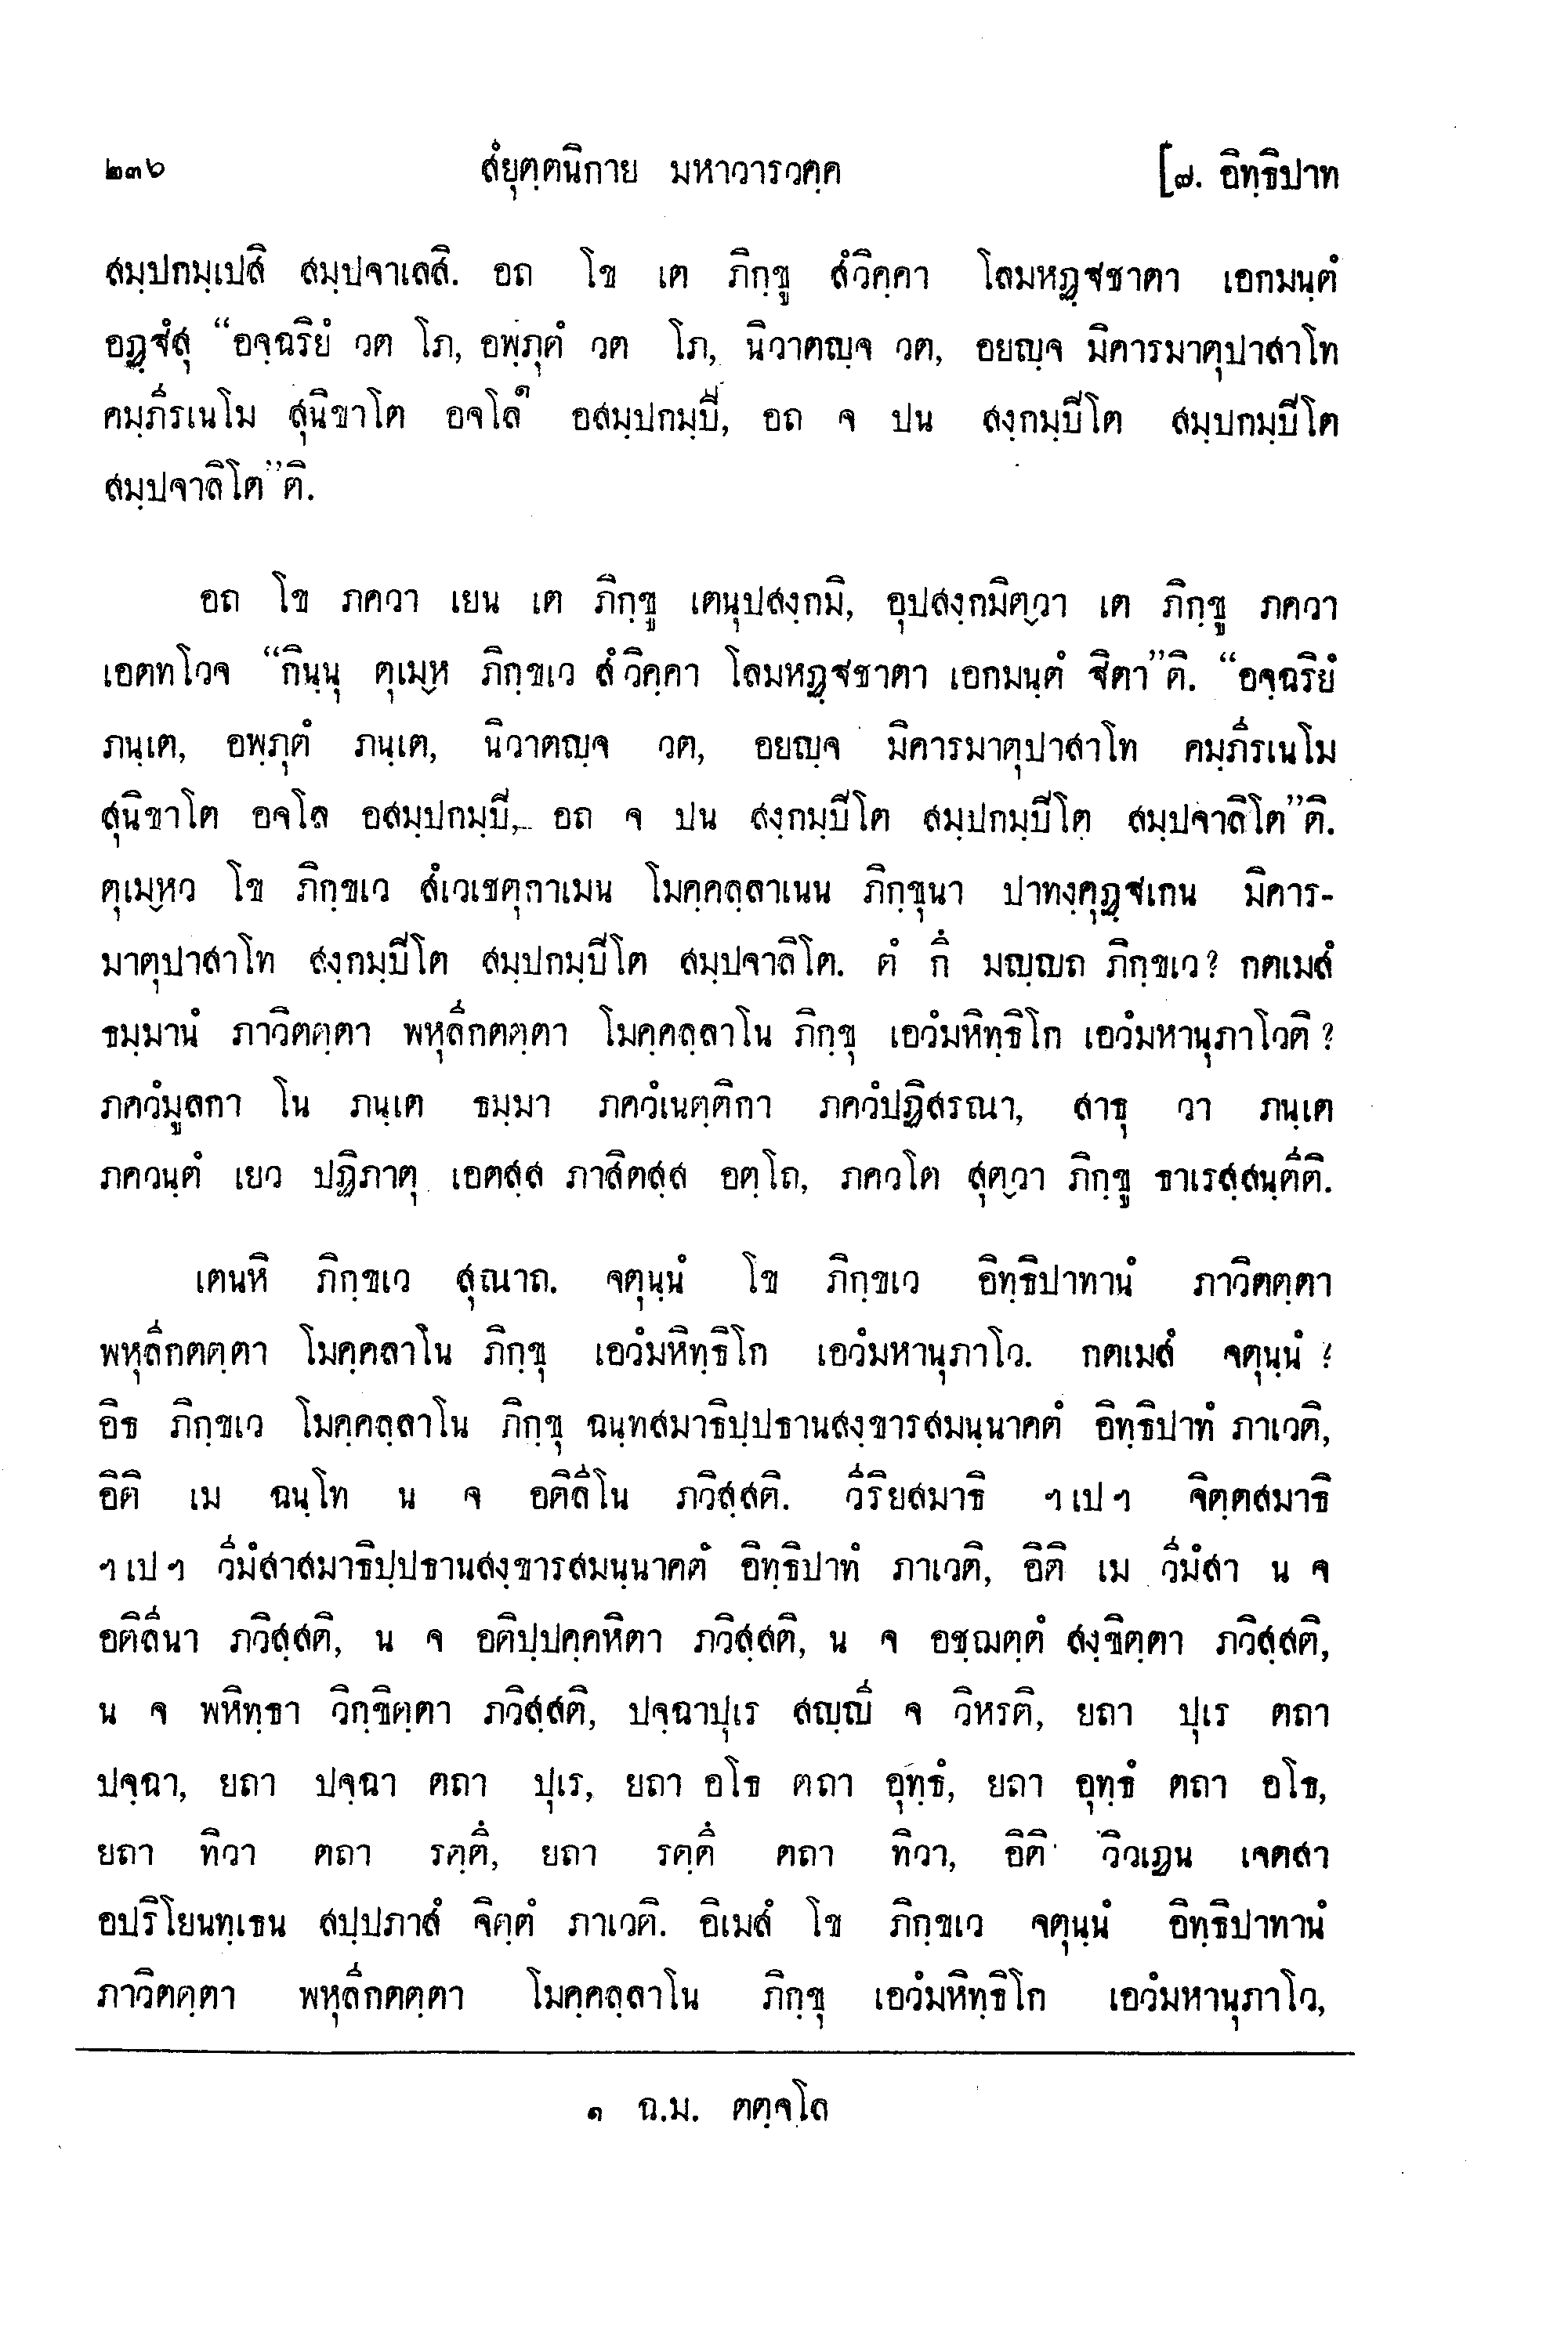 ๒๓๖ สํยุตฺตนิกาย มหาวารวคฺค [๗. อิทฺธิปาท
สมฺปกมฺเปสิ สมฺปจาเลสิ. อถ โข เต ภิกฺขู สํวิคฺคา โลมหฏฺฐชาตา เอกมนฺตํ
อฏฺฐํสุ “อจฺฉริยํ วต โภ, อพฺภุตํ วต โภ, นิวาตญฺจ วต, อยญฺจ มิคารมาตุปาสาโท
คมฺภีรเนโม สุนิขาโต อจโล๑ อสมฺปกมฺปี, อถ จ ปน สงฺกมฺปิโต สมฺปกมฺปิโต
สมฺปจาลิโต”ติ.
อถ โข ภควา เยน เต ภิกฺขู เตนุปสงฺกมิ, อุปสงฺกมิตฺวา เต ภิกฺขู ภควา
เอตทโวจ “กินฺนุ ตุเมฺห ภิกฺขเว สํวิคฺคา โลมหฏฺฐชาตา เอกมนฺตํ ฐิตา”ติ. “อจฺฉริยํ
ภนฺเต, อพฺภุตํ ภนฺเต, นิวาตญฺจ วต, อยญฺจ มิคารมาตุปาสาโท คมฺภีรเนโม
สุนิขาโต อจโล อสมฺปกมฺปี, อถ จ ปน สงฺกมฺปิโต สมฺปกมฺปิโต สมฺปจาลิโต”ติ.
ตุเมฺหว โข ภิกฺขเว สํเวเชตุกาเมน โมคฺคลฺลาเนน ภิกฺขุนา ปาทงฺคุฏฺฐเกน มิคาร-
มาตุปาสาโท สงฺกมฺปิโต สมฺปกมฺปิโต สมฺปจาลิโต. ตํ กึ มญฺญถ ภิกฺขเว? กตเมสํ
ธมฺมานํ ภาวิตตฺตา พหุลีกตตฺตา โมคฺคลฺลาโน ภิกฺขุ เอวํมหิทฺธิโก เอวํมหานุภาโวติ?
ภควํมูลกา โน ภนฺเต ธมฺมา ภควํเนตฺติกา ภควํปฏิสรณา, สาธุ วา ภนฺเต
ภควนฺตํ เยว ปฏิภาตุ เอตสฺส ภาสิตสฺส อตฺโถ, ภควโต สุตฺวา ภิกฺขู ธาเรสฺสนฺตีติ.
เตนหิ ภิกฺขเว สุณาถ. จตุนฺนํ โข ภิกฺขเว อิทฺธิปาทานํ ภาวิตตฺตา
พหุลีกตตฺตา โมคฺคลาโน ภิกฺขุ เอวํมหิทฺธิโก เอวํมหานุภาโว. กตเมสํ จตุนฺนํ ?
อิธ ภิกฺขเว โมคฺคลฺลาโน ภิกฺขุ ฉนฺทสมาธิปฺปธานสงฺขารสมนฺนาคตํ อิทฺธิปาทํ ภาเวติ,
อิติ เม ฉนฺโท น จ อติลีโน ภวิสฺสติ. วีริยสมาธิ ฯเปฯ จิตฺตสมาธิ
ฯเปฯ วีมํสาสมาธิปฺปธานสงฺขารสมนฺนาคตํ อิทฺธิปาทํ ภาเวติ, อิติ เม วีมํสา น จ
อติลีนา ภวิสฺสติ, น จ อติปฺปคฺคหิตา ภวิสฺสติ, น จ อชฺฌตฺตํ สงฺขิตฺตา ภวิสฺสติ,
น จ พหิทฺธา วิกฺขิตฺตา ภวิสฺสติ, ปจฺฉาปุเร สญฺญี จ วิหรติ, ยถา ปุเร ตถา
ปจฺฉา, ยถา ปจฺฉา ตถา ปุเร, ยถา อโธ ตถา อุทฺธํ, ยถา อุทฺธํ ตถา อโธ,
ยถา ทิวา ตถา รตฺตึ, ยถา รตฺตึ ตถา ทิวา, อิติ วิวเฏน เจตสา
อปริโยนทฺเธน สปฺปภาสํ จิตฺตํ ภาเวติ. อิเมสํ โข ภิกฺขเว จตุนฺนํ อิทฺธิปาทานํ
ภาวิตตฺตา พหุลีกตตฺตา โมคฺคลฺลาโน ภิกฺขุ เอวํมหิทฺธิโก เอวํมหานุภาโว,
๑ ฉ.ม. ตตฺจโล